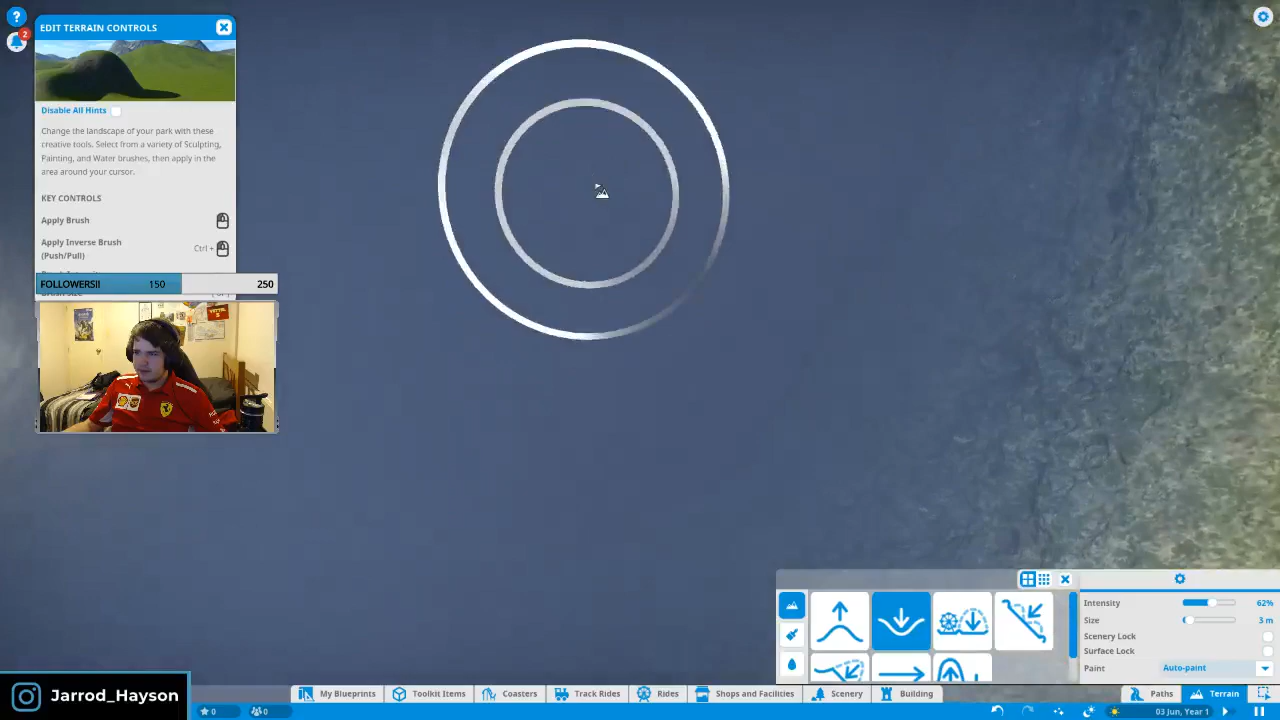 ?
2
EDIT TERRAIN CONTROLS
Disable All Hints
Change the landscape of your park with these
creative tools. Select from a variety of Sculpting,
Painting, and Water brushes, then apply in the
area around your cursor.
KEY CONTROLS
Apply Brush
Apply Inverse Brush Ctrl +
(Push/Pull)
FOLLOWERS!! 150 250
Intensity 62%
Size 3 m
Scenery Lock
Surface Lock
Paint Auto-paint
Jarrod_Hayson
My Blueprints Toolkit Items Coasters Track Rides Rides Shops and Facilities Scenery Building Paths Terrain
0 0 03 Jun, Year 1